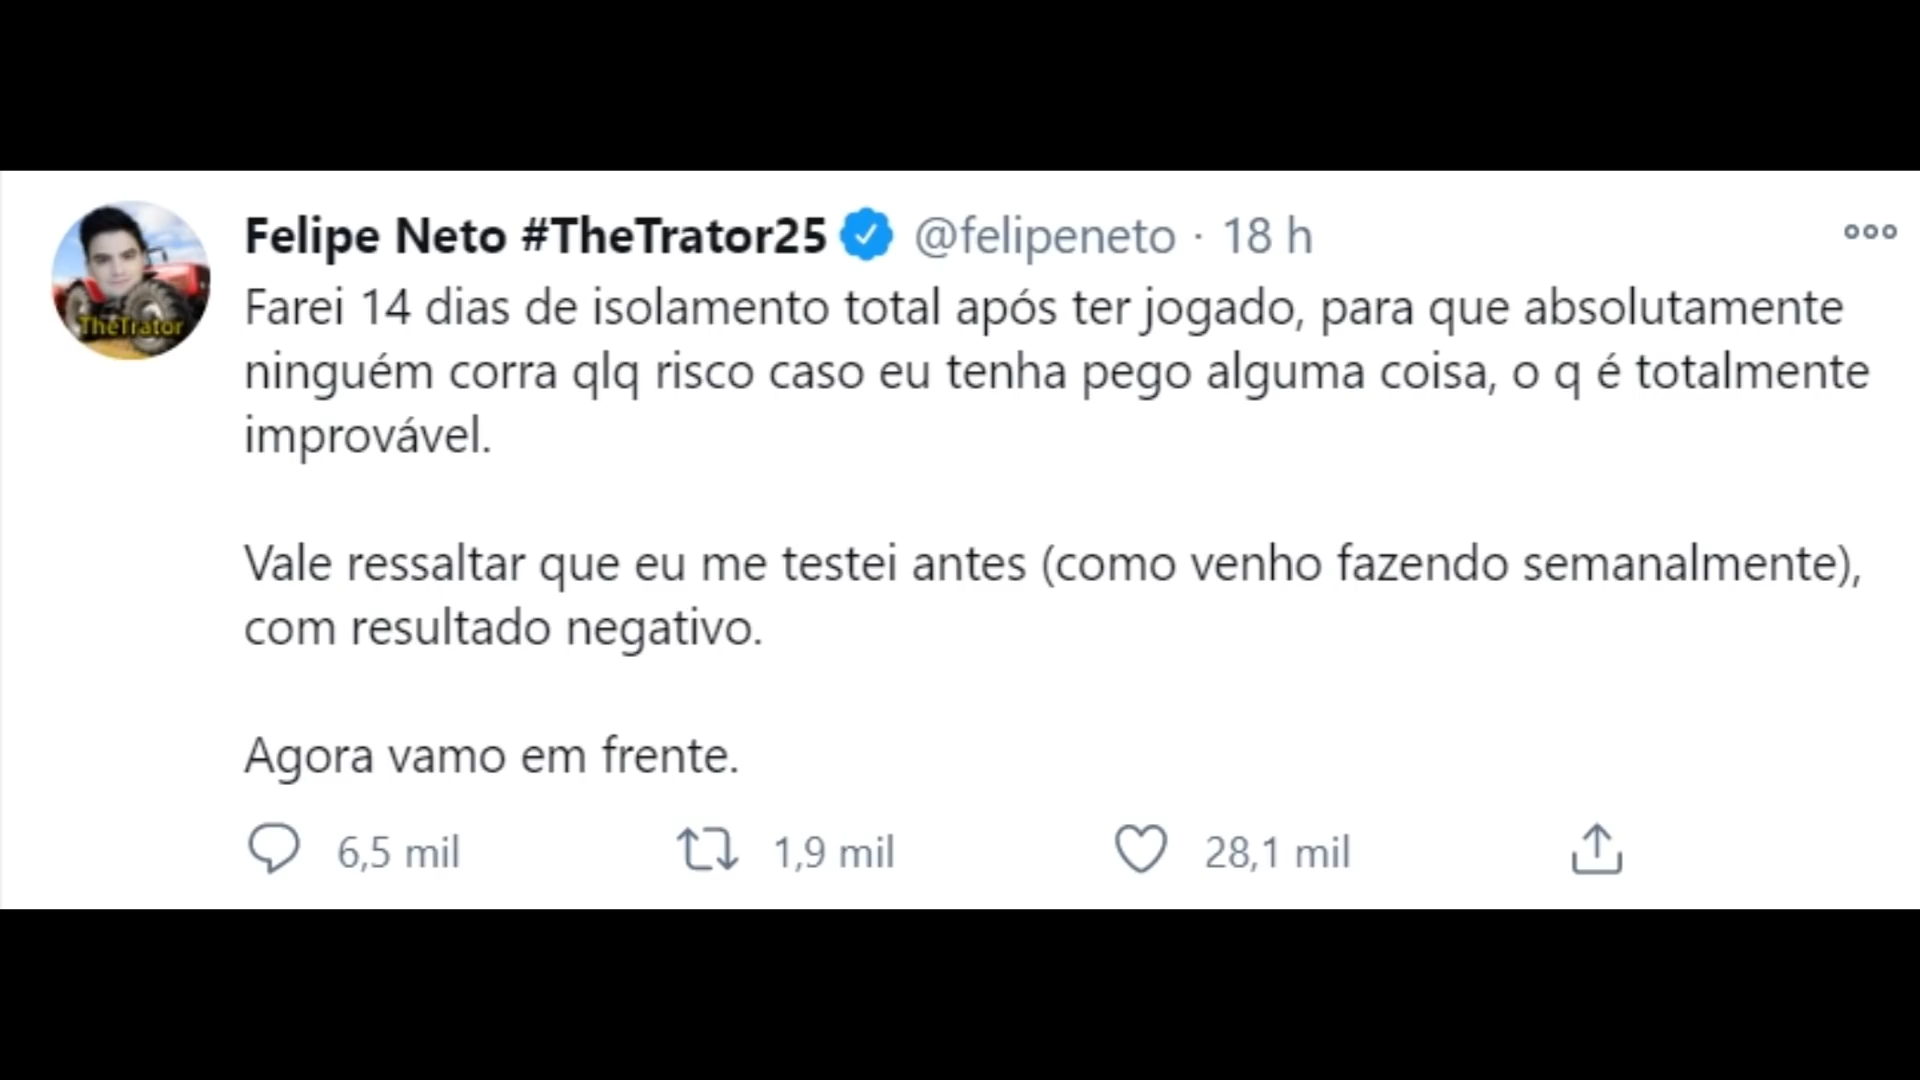 Felipe Neto #TheTrator25 @felipeneto · 18 h
Farei 14 dias de isolamento total após ter jogado, para que absolutamente
ninguém corra qlq risco caso eu tenha pego alguma coisa, o q é totalmente
improvável.
Vale ressaltar que eu me testei antes (como venho fazendo semanalmente),
com resultado negativo.
Agora vamo em frente.
6,5 mil 1,9 mil 28,1 mil
TheTrator